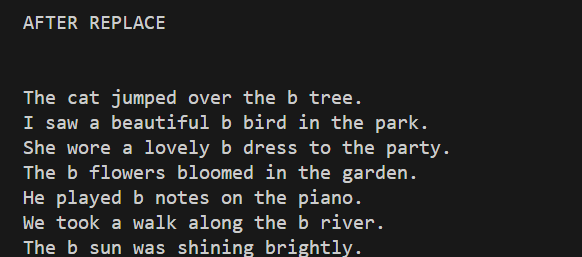 AFTER REPLACE
The cat jumped over the b tree.
I saw a beautiful b bird in the park.
She wore a lovely b dress to the party.
The b flowers bloomed in the garden.
He played b notes on the piano.
We took a walk along the b river.
The b sun was shining brightly.